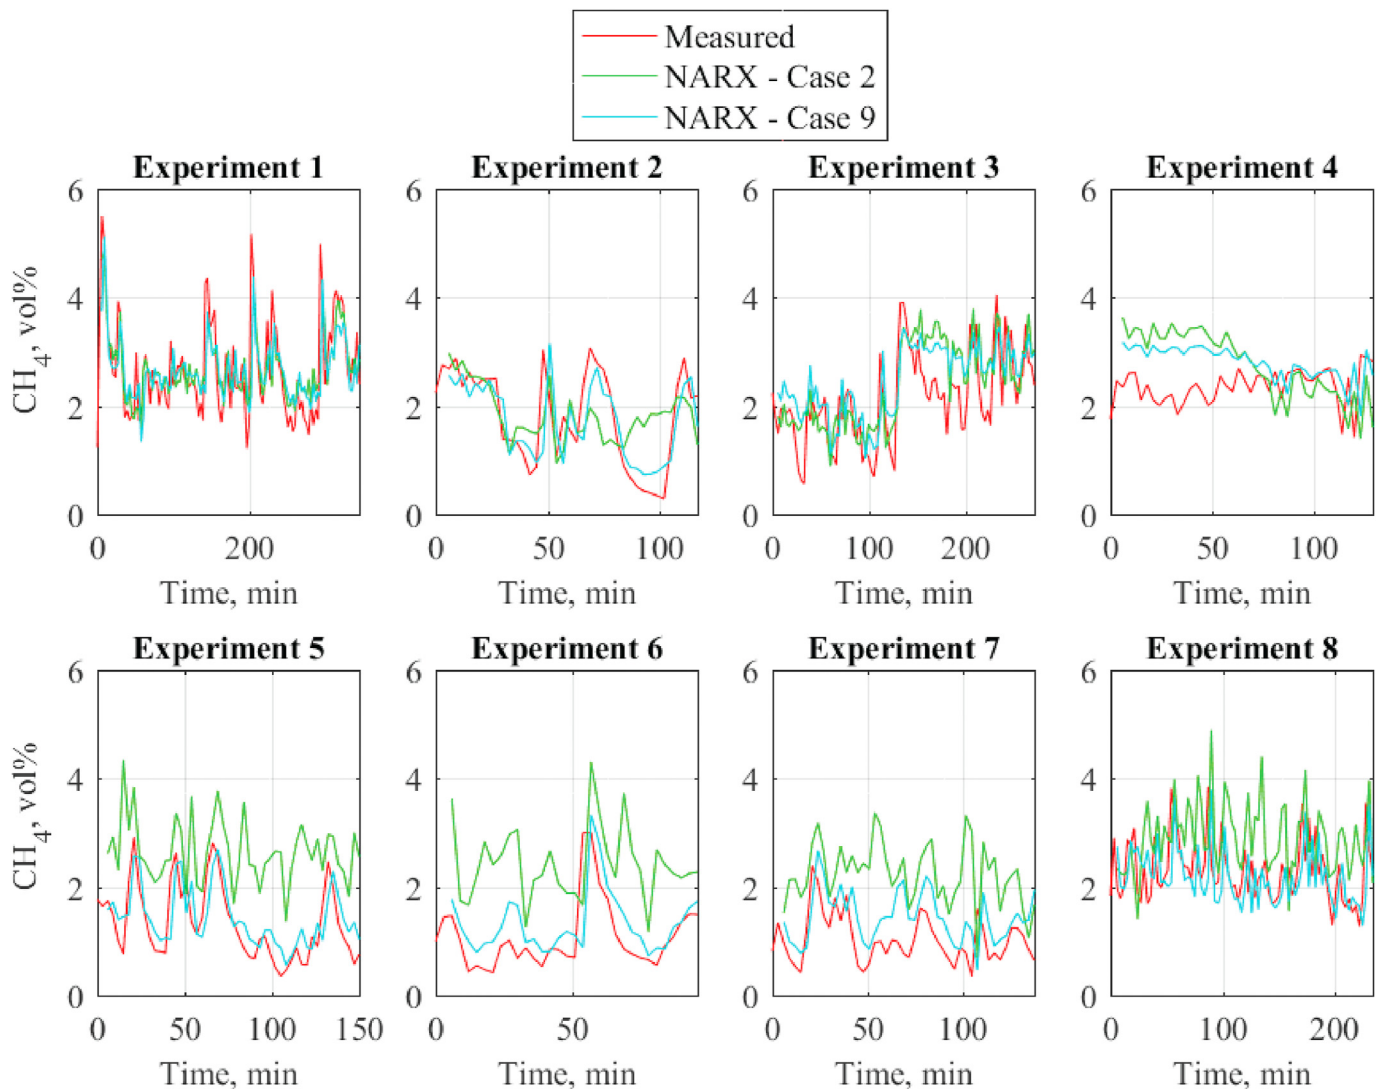 Measured
NARX - Case 2
NARX - Case 9
Experiment 1 Experiment 2 Experiment 3 Experiment 4
CH4, vol%
6 6 6 6
4 4 4 4
2 2 2 2
0 0 0 0
0 200 0 50 100 0 100 200 0 50 100
Time, min Time, min Time, min Time, min
Experiment 5 Experiment 6 Experiment 7 Experiment 8
CH4, vol%
6 6 6 6
4 4 4 4
2 2 2 2
0 0 0 0
0 50 100 150 0 50 0 50 100 0 100 200
Time, min Time, min Time, min Time, min